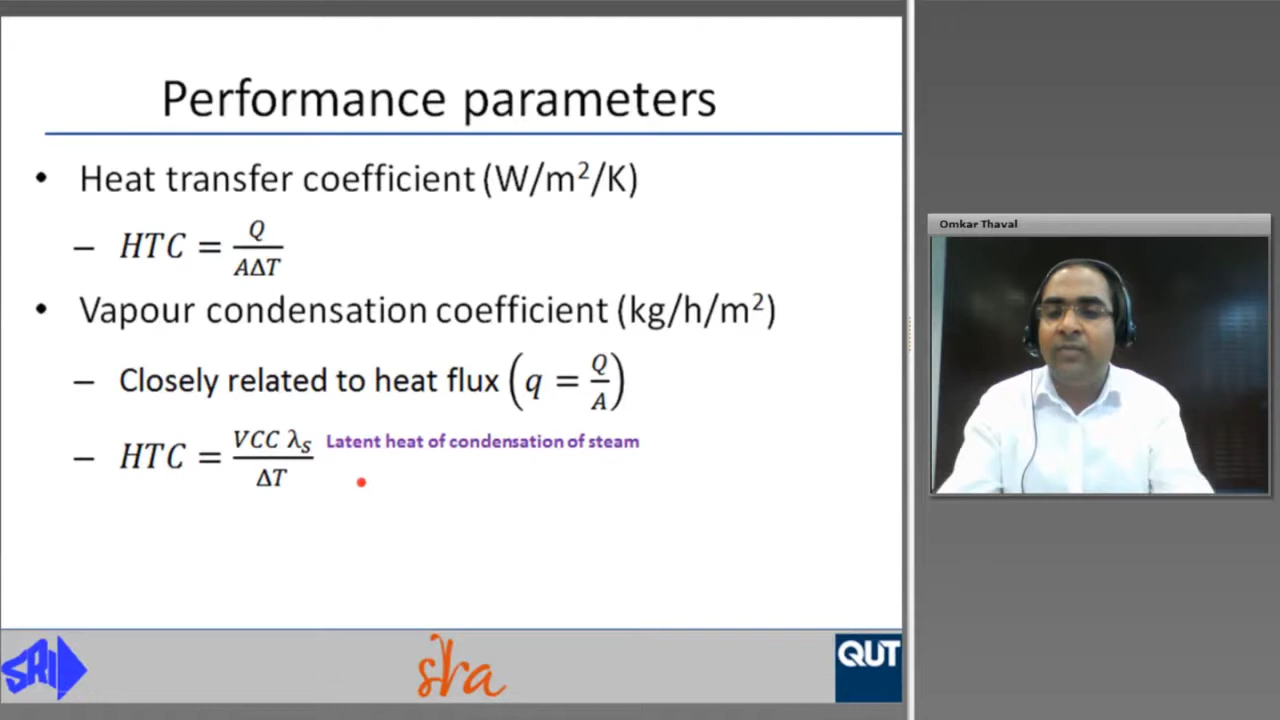 Performance parameters
• Heat transfer coefficient (W/m²/K)
– HTC = Q / AΔT
• Vapour condensation coefficient (kg/h/m²)
– Closely related to heat flux (q = Q / A)
– HTC = VCC λ_S / ΔT Latent heat of condensation of steam
Omkar Thaval
SRI
sra
QUT